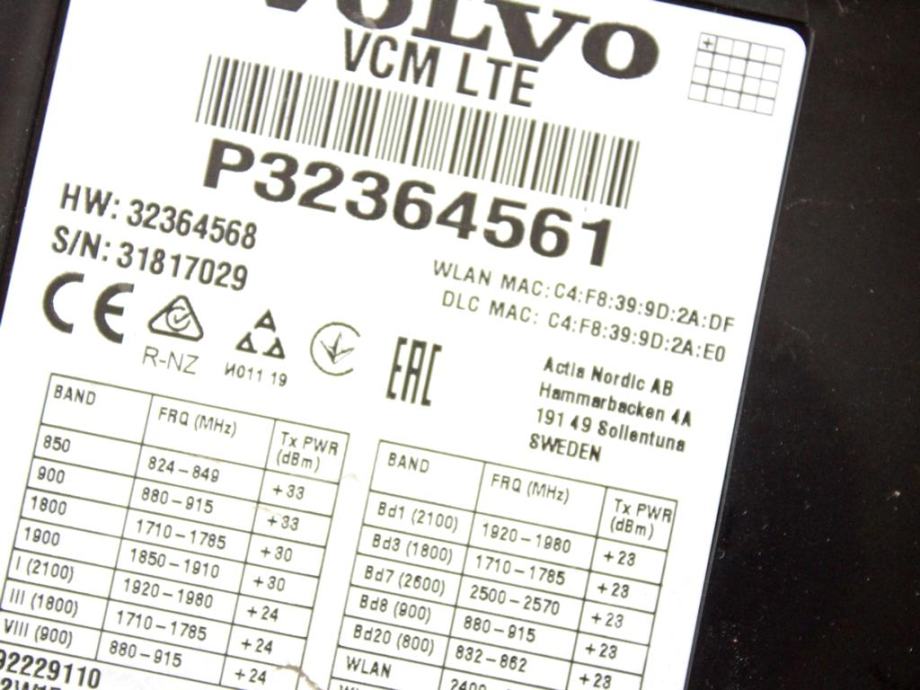 VOLVO
VCM LTE
P32364561
HW: 32364568
S/N: 31817029
WLAN MAC: C4:F8:39:9D:2A:DF
DLC MAC: C4:F8:39:9D:2A:E0
CE
R-NZ
И011 19
EAC
Actia Nordic AB
Hammarbacken 4A
191 49 Sollentuna
SWEDEN
BAND FRQ (MHz) Tx PWR (dBm)
850 824-849 +33
900 880-915 +33
1800 1710-1785 +30
1900 1850-1910 +30
I (2100) 1920-1980 +24
III (1800) 1710-1785 +24
VIII (900) 880-915 +24
BAND FRQ (MHz) Tx PWR (dBm)
Bd1 (2100) 1920-1980 +23
Bd3 (1800) 1710-1785 +23
Bd7 (2600) 2500-2570 +23
Bd8 (900) 880-915 +23
Bd20 (800) 832-862 +23
WLAN
92229110